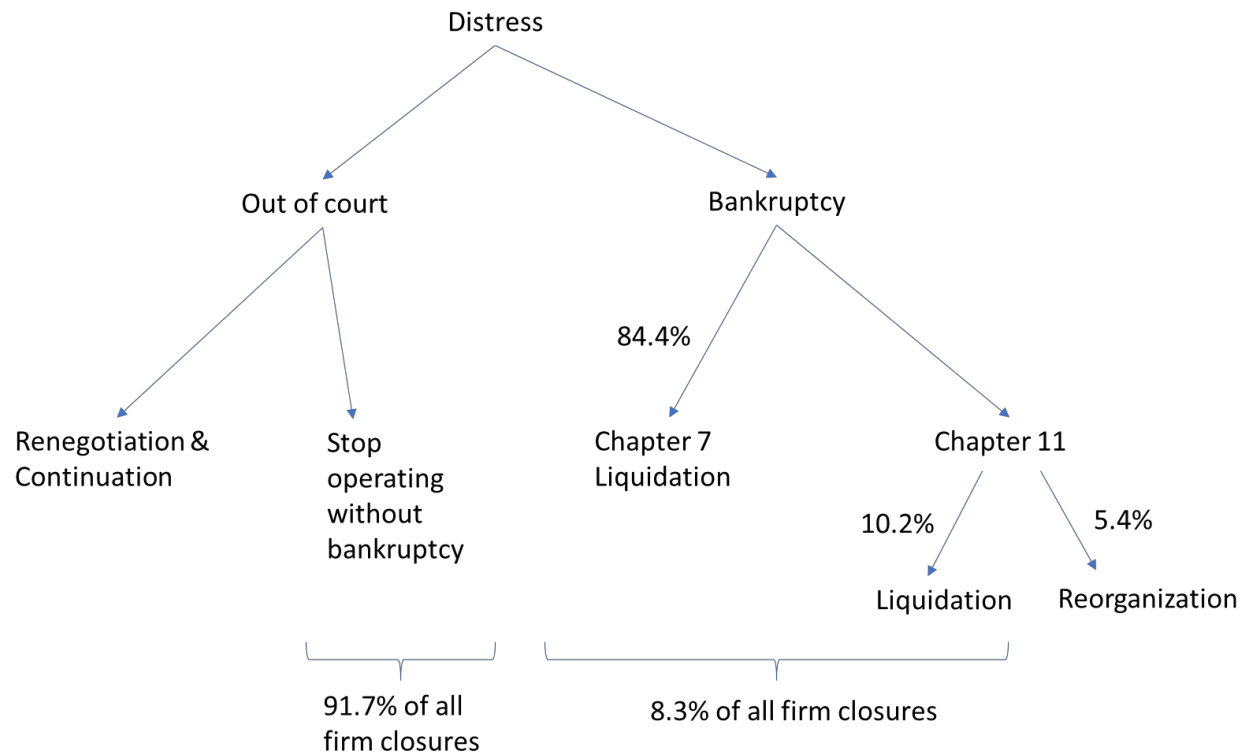 Distress
Out of court
Bankruptcy
84.4%
Renegotiation &
Continuation
Stop
operating
without
bankruptcy
Chapter 7
Liquidation
Chapter 11
10.2%
5.4%
Liquidation
Reorganization
91.7% of all
firm closures
8.3% of all firm closures